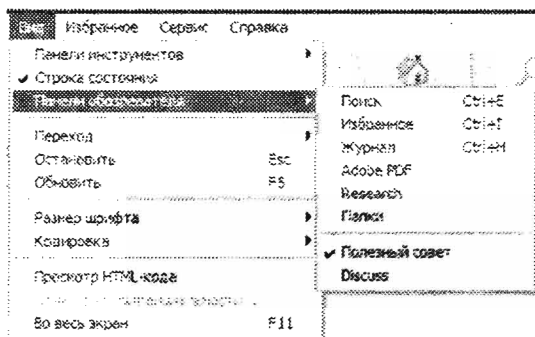 Вид Избранное Сервис Справка
Панели инструментов
Строка состояния
Панели обозревателя
Переход
Остановить Esc
Обновить F5
Размер шрифта
Кодировка
Просмотр HTML-кода
Во весь экран F11
Поиск Ctrl+E
Избранное Ctrl+I
Журнал Ctrl+H
Adobe PDF
Research
Папки
Полезный совет
Discuss